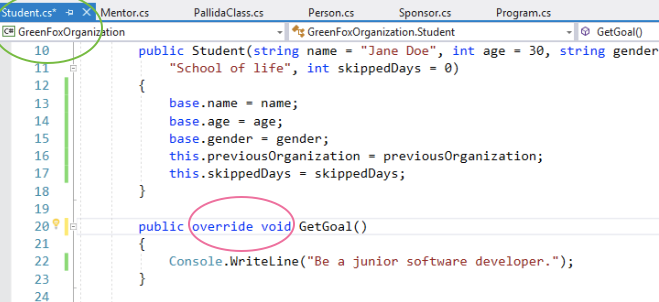 Student.cs* Mentor.cs PallidaClass.cs Person.cs Sponsor.cs Program.cs
C# GreenFoxOrganization GreenFoxOrganization.Student GetGoal()
10 public Student(string name = "Jane Doe", int age = 30, string gender
11 "School of life", int skippedDays = 0)
12 {
13 base.name = name;
14 base.age = age;
15 base.gender = gender;
16 this.previousOrganization = previousOrganization;
17 this.skippedDays = skippedDays;
18 }
19
20 public override void GetGoal()
21 {
22 Console.WriteLine("Be a junior software developer.");
23 }
24